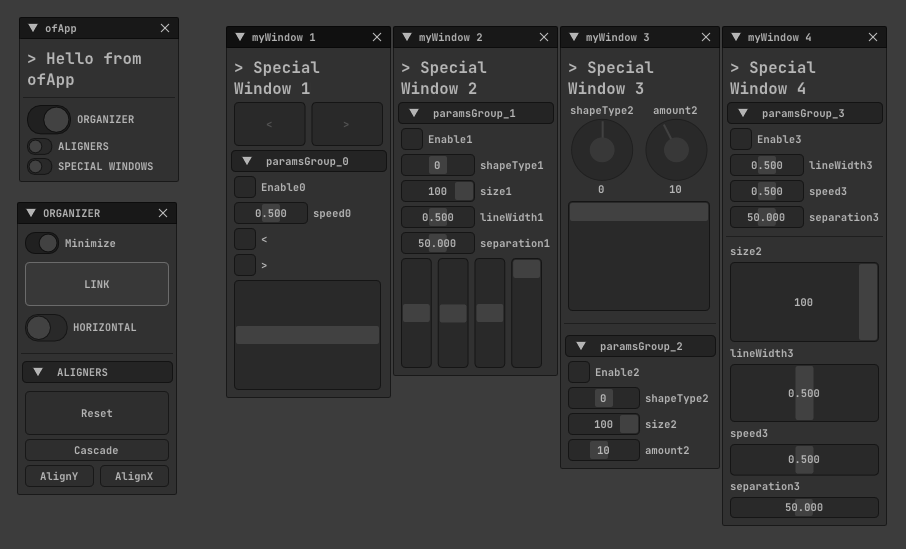 ofApp
> Hello from
ofApp
ORGANIZER
ALIGNERS
SPECIAL WINDOWS
ORGANIZER
Minimize
LINK
HORIZONTAL
ALIGNERS
Reset
Cascade
AlignY AlignX
myWindow 1
> Special
Window 1
< >
paramsGroup_0
Enable0
0.500 speed0
<
>
myWindow 2
> Special
Window 2
paramsGroup_1
Enable1
0 shapeType1
100 size1
0.500 lineWidth1
50.000 separation1
myWindow 3
> Special
Window 3
shapeType2 amount2
0 10
paramsGroup_2
Enable2
0 shapeType2
100 size2
10 amount2
myWindow 4
> Special
Window 4
paramsGroup_3
Enable3
0.500 lineWidth3
0.500 speed3
50.000 separation3
size2
100
lineWidth3
0.500
speed3
0.500
separation3
50.000